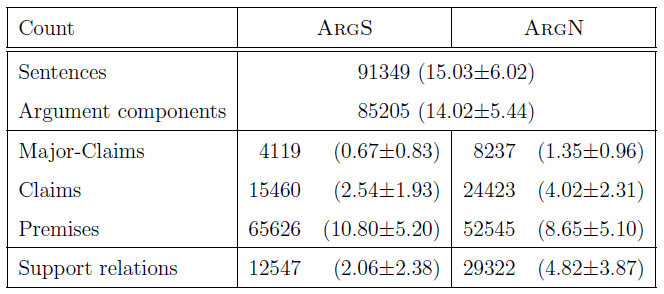 Count ArgS ArgN
Sentences 91349 (15.03±6.02)
Argument components 85205 (14.02±5.44)
Major-Claims 4119 (0.67±0.83) 8237 (1.35±0.96)
Claims 15460 (2.54±1.93) 24423 (4.02±2.31)
Premises 65626 (10.80±5.20) 52545 (8.65±5.10)
Support relations 12547 (2.06±2.38) 29322 (4.82±3.87)